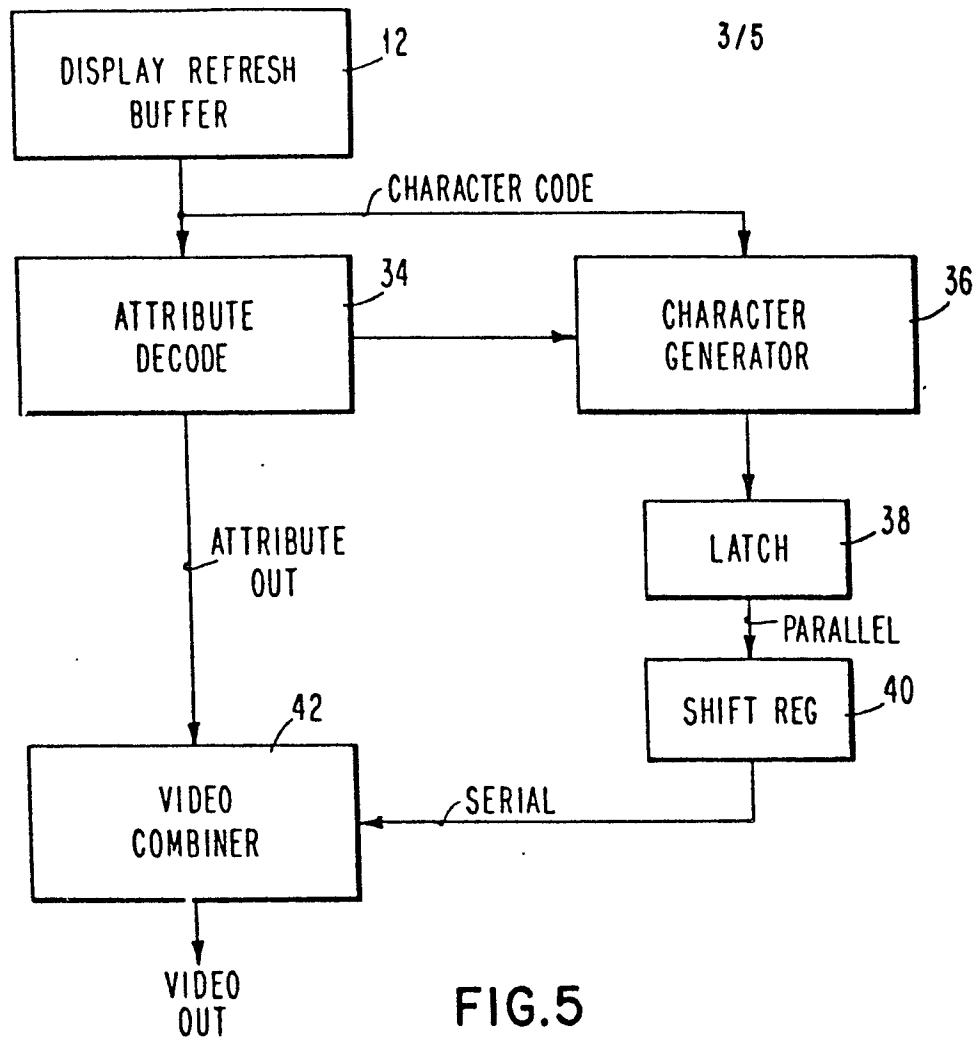 3/5
12
DISPLAY REFRESH
BUFFER
CHARACTER CODE
34
ATTRIBUTE
DECODE
36
CHARACTER
GENERATOR
38
LATCH
ATTRIBUTE
OUT
PARALLEL
40
SHIFT REG
42
VIDEO
COMBINER
SERIAL
VIDEO
OUT
FIG.5